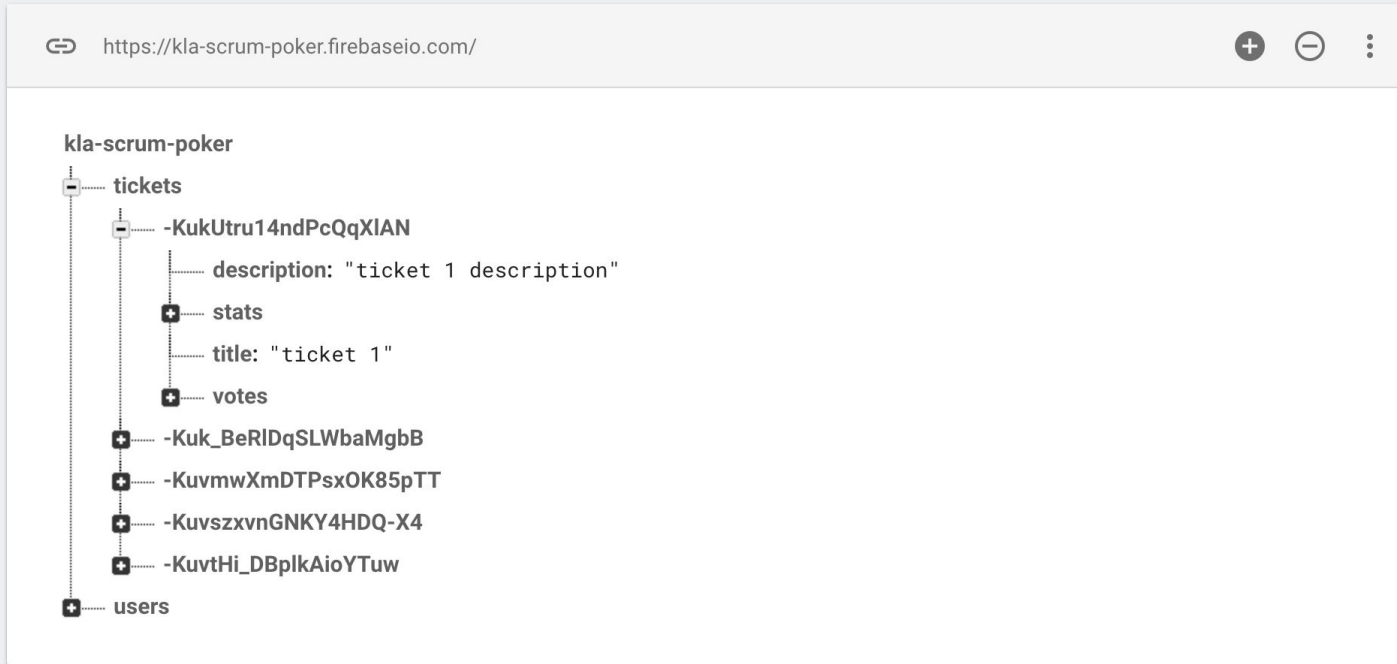 https://kla-scrum-poker.firebaseio.com/
kla-scrum-poker
tickets
-KukUtru14ndPcQqXlAN
description: "ticket 1 description"
stats
title: "ticket 1"
votes
-Kuk_BeRlDqSLWbaMgbB
-KuvmwXmDTPsxOK85pTT
-KuvszxvnGNKY4HDQ-X4
-KuvtHi_DBplkAioYTuw
users